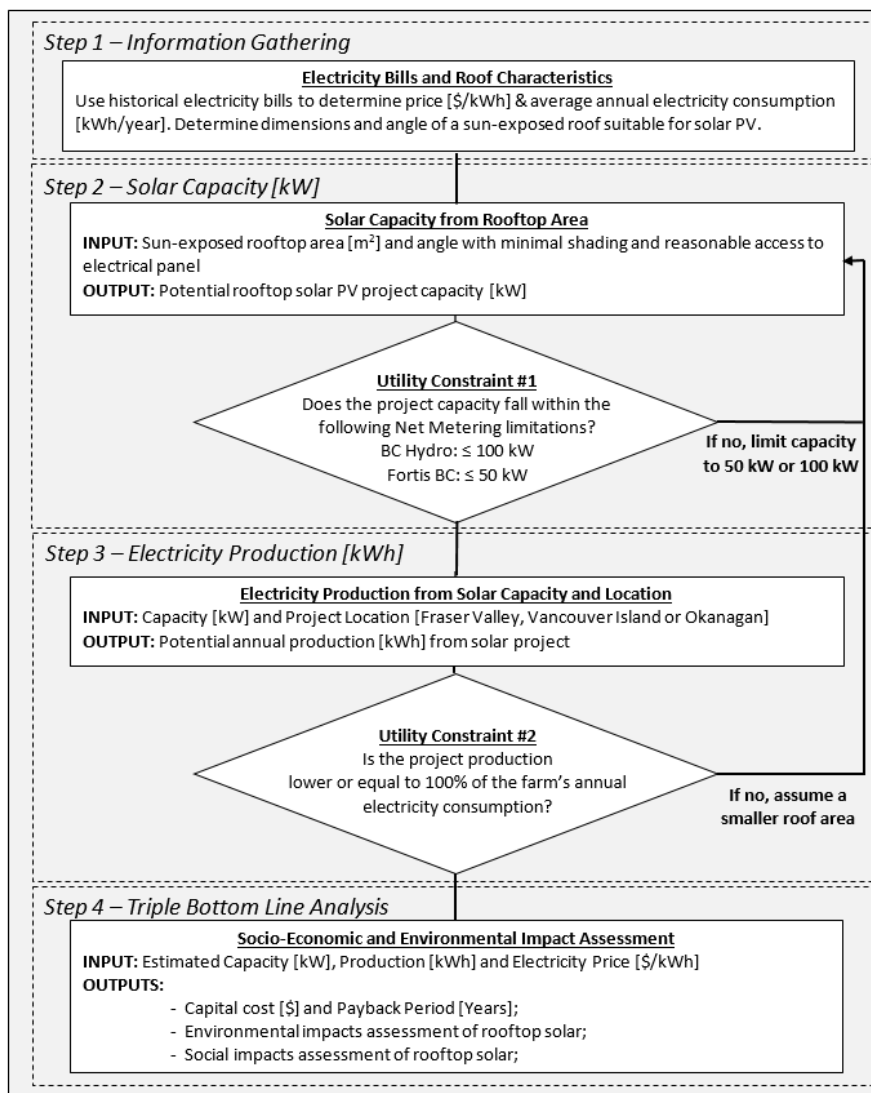 Step 1 – Information Gathering
Electricity Bills and Roof Characteristics
Use historical electricity bills to determine price [$/kWh] & average annual electricity consumption
[kWh/year]. Determine dimensions and angle of a sun-exposed roof suitable for solar PV.
Step 2 – Solar Capacity [kW]
Solar Capacity from Rooftop Area
INPUT: Sun-exposed rooftop area [m²] and angle with minimal shading and reasonable access to
electrical panel
OUTPUT: Potential rooftop solar PV project capacity [kW]
Utility Constraint #1
Does the project capacity fall within the
following Net Metering limitations?
BC Hydro: ≤ 100 kW
Fortis BC: ≤ 50 kW
If no, limit capacity
to 50 kW or 100 kW
Step 3 – Electricity Production [kWh]
Electricity Production from Solar Capacity and Location
INPUT: Capacity [kW] and Project Location [Fraser Valley, Vancouver Island or Okanagan]
OUTPUT: Potential annual production [kWh] from solar project
Utility Constraint #2
Is the project production
lower or equal to 100% of the farm's annual
electricity consumption?
If no, assume a
smaller roof area
Step 4 – Triple Bottom Line Analysis
Socio-Economic and Environmental Impact Assessment
INPUT: Estimated Capacity [kW], Production [kWh] and Electricity Price [$/kWh]
OUTPUTS:
- Capital cost [$] and Payback Period [Years];
- Environmental impacts assessment of rooftop solar;
- Social impacts assessment of rooftop solar;